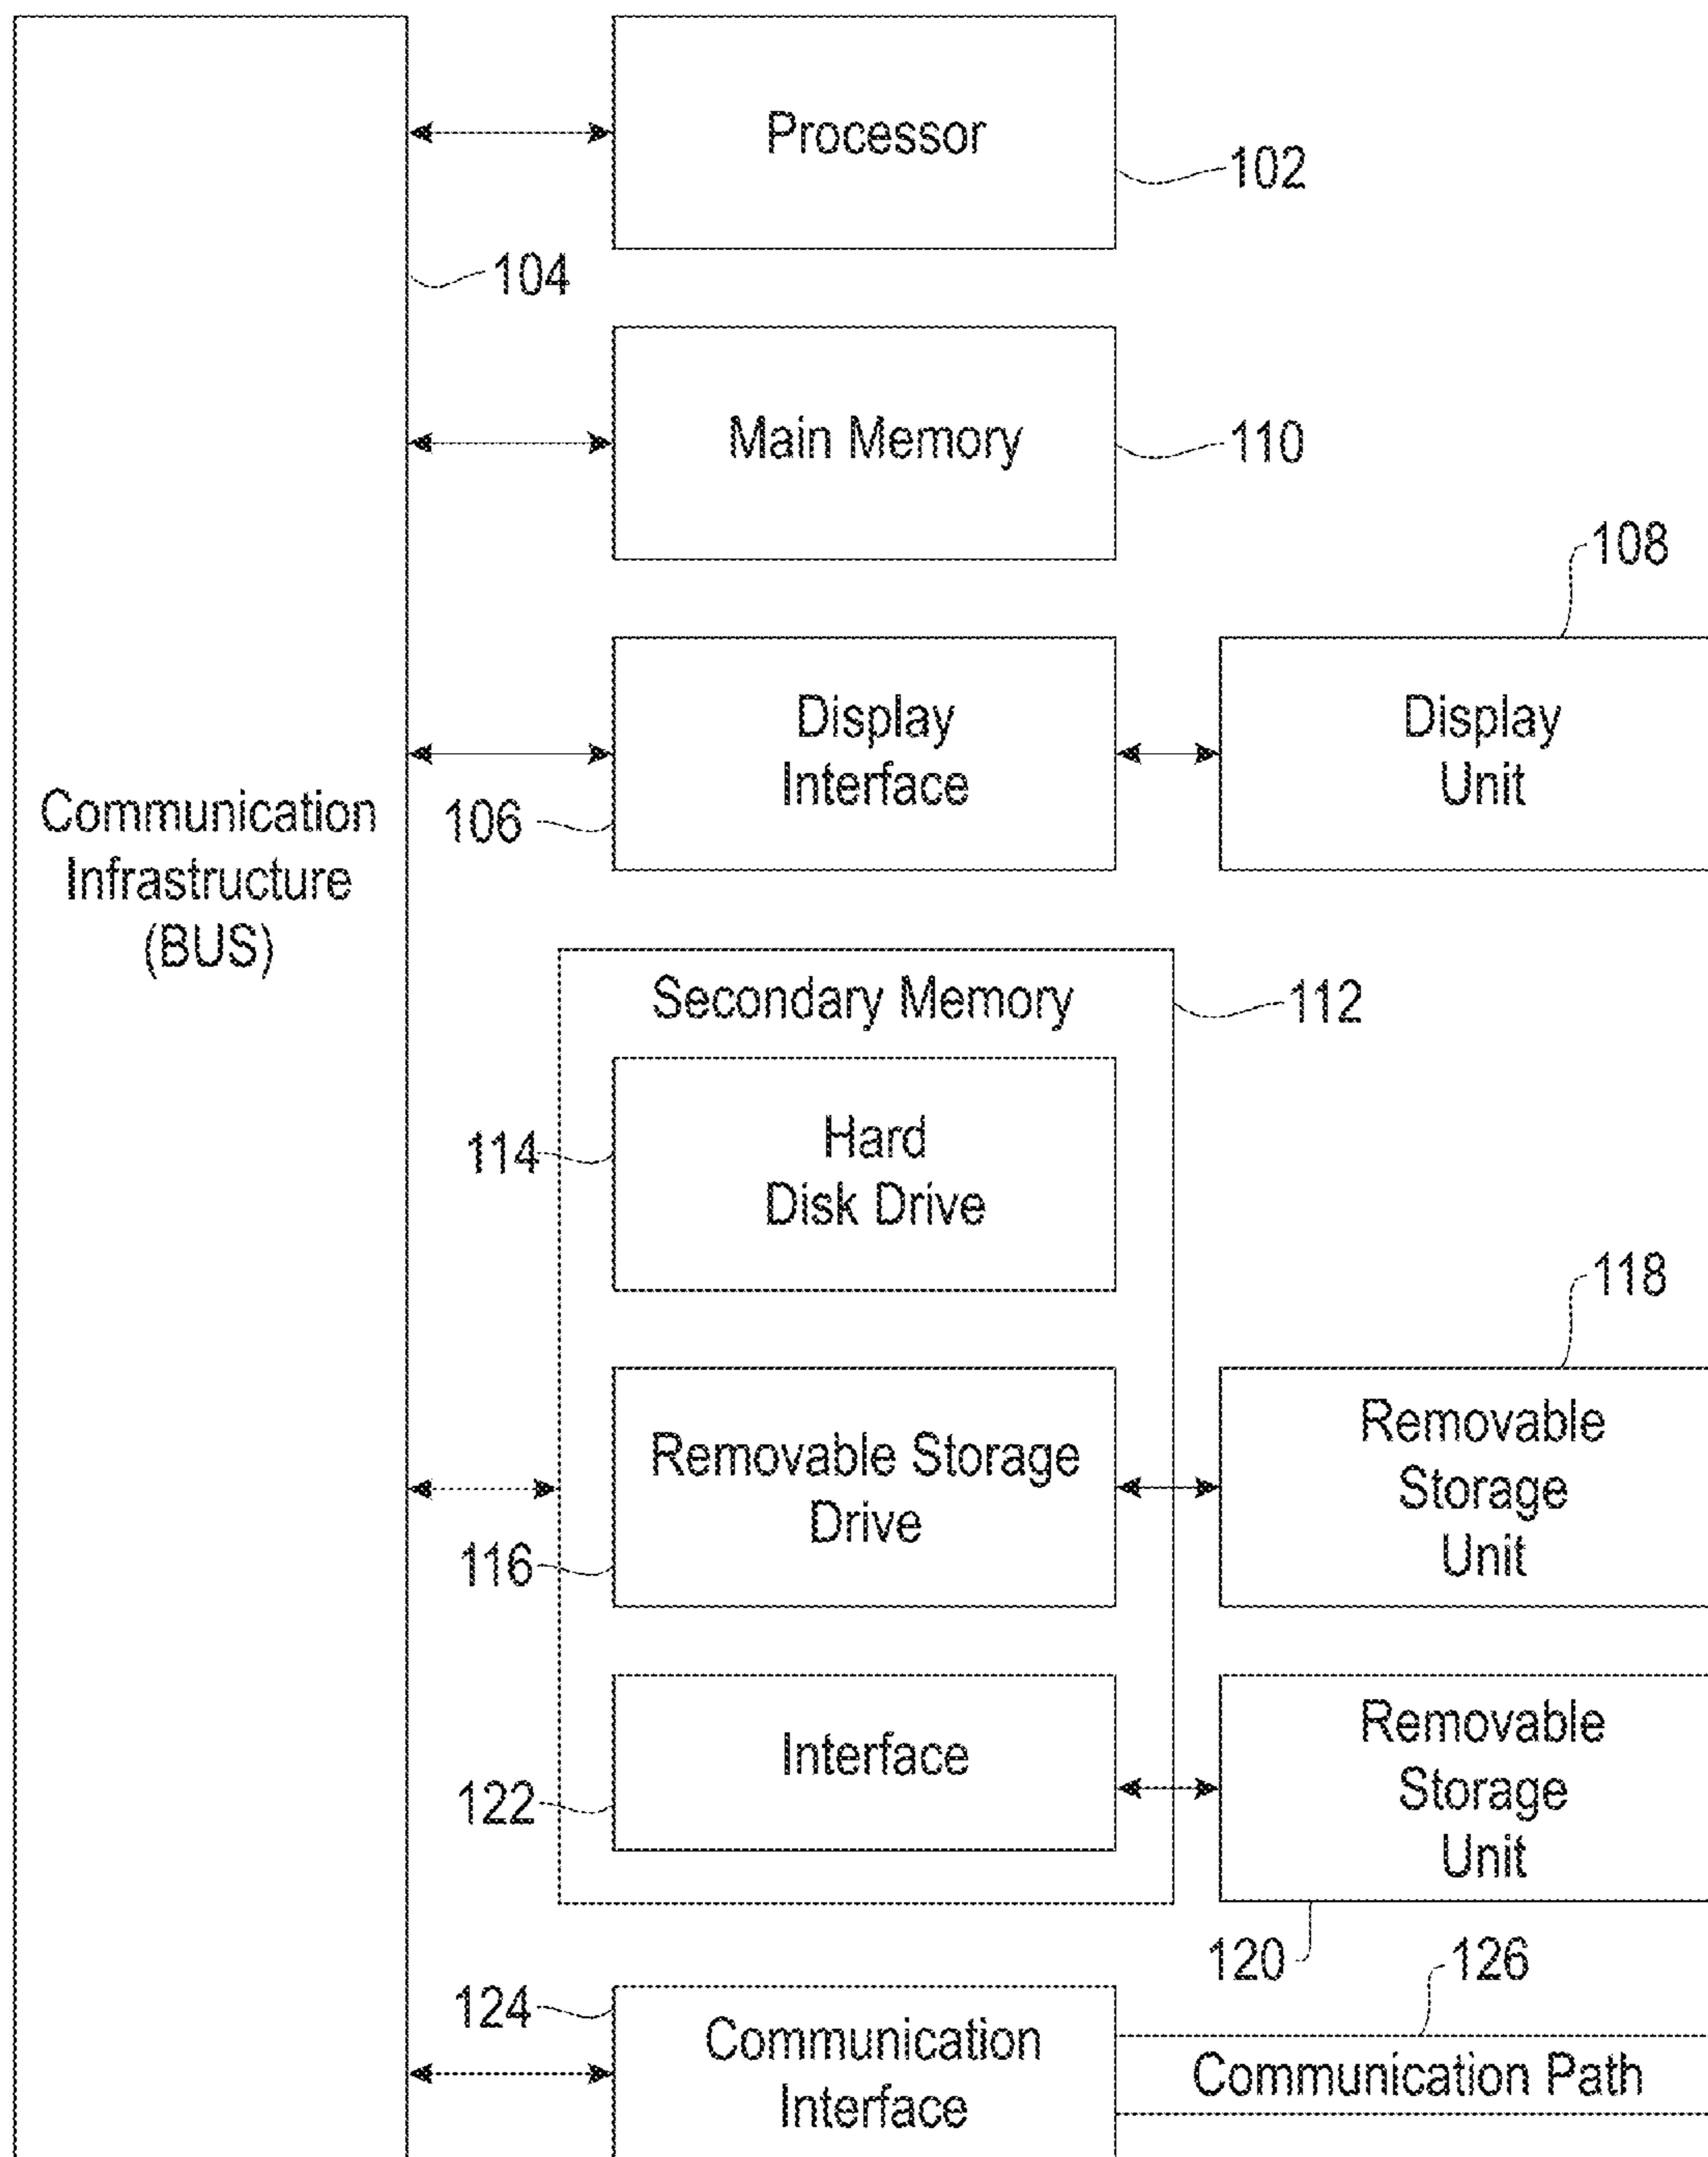 Processor
102
104
Main Memory
110
108
Display
Interface
106
Display
Unit
Communication
Infrastructure
(BUS)
Secondary Memory
112
Hard
Disk Drive
114
118
Removable Storage
Drive
116
Removable
Storage
Unit
Interface
122
Removable
Storage
Unit
120
126
124
Communication
Interface
Communication Path